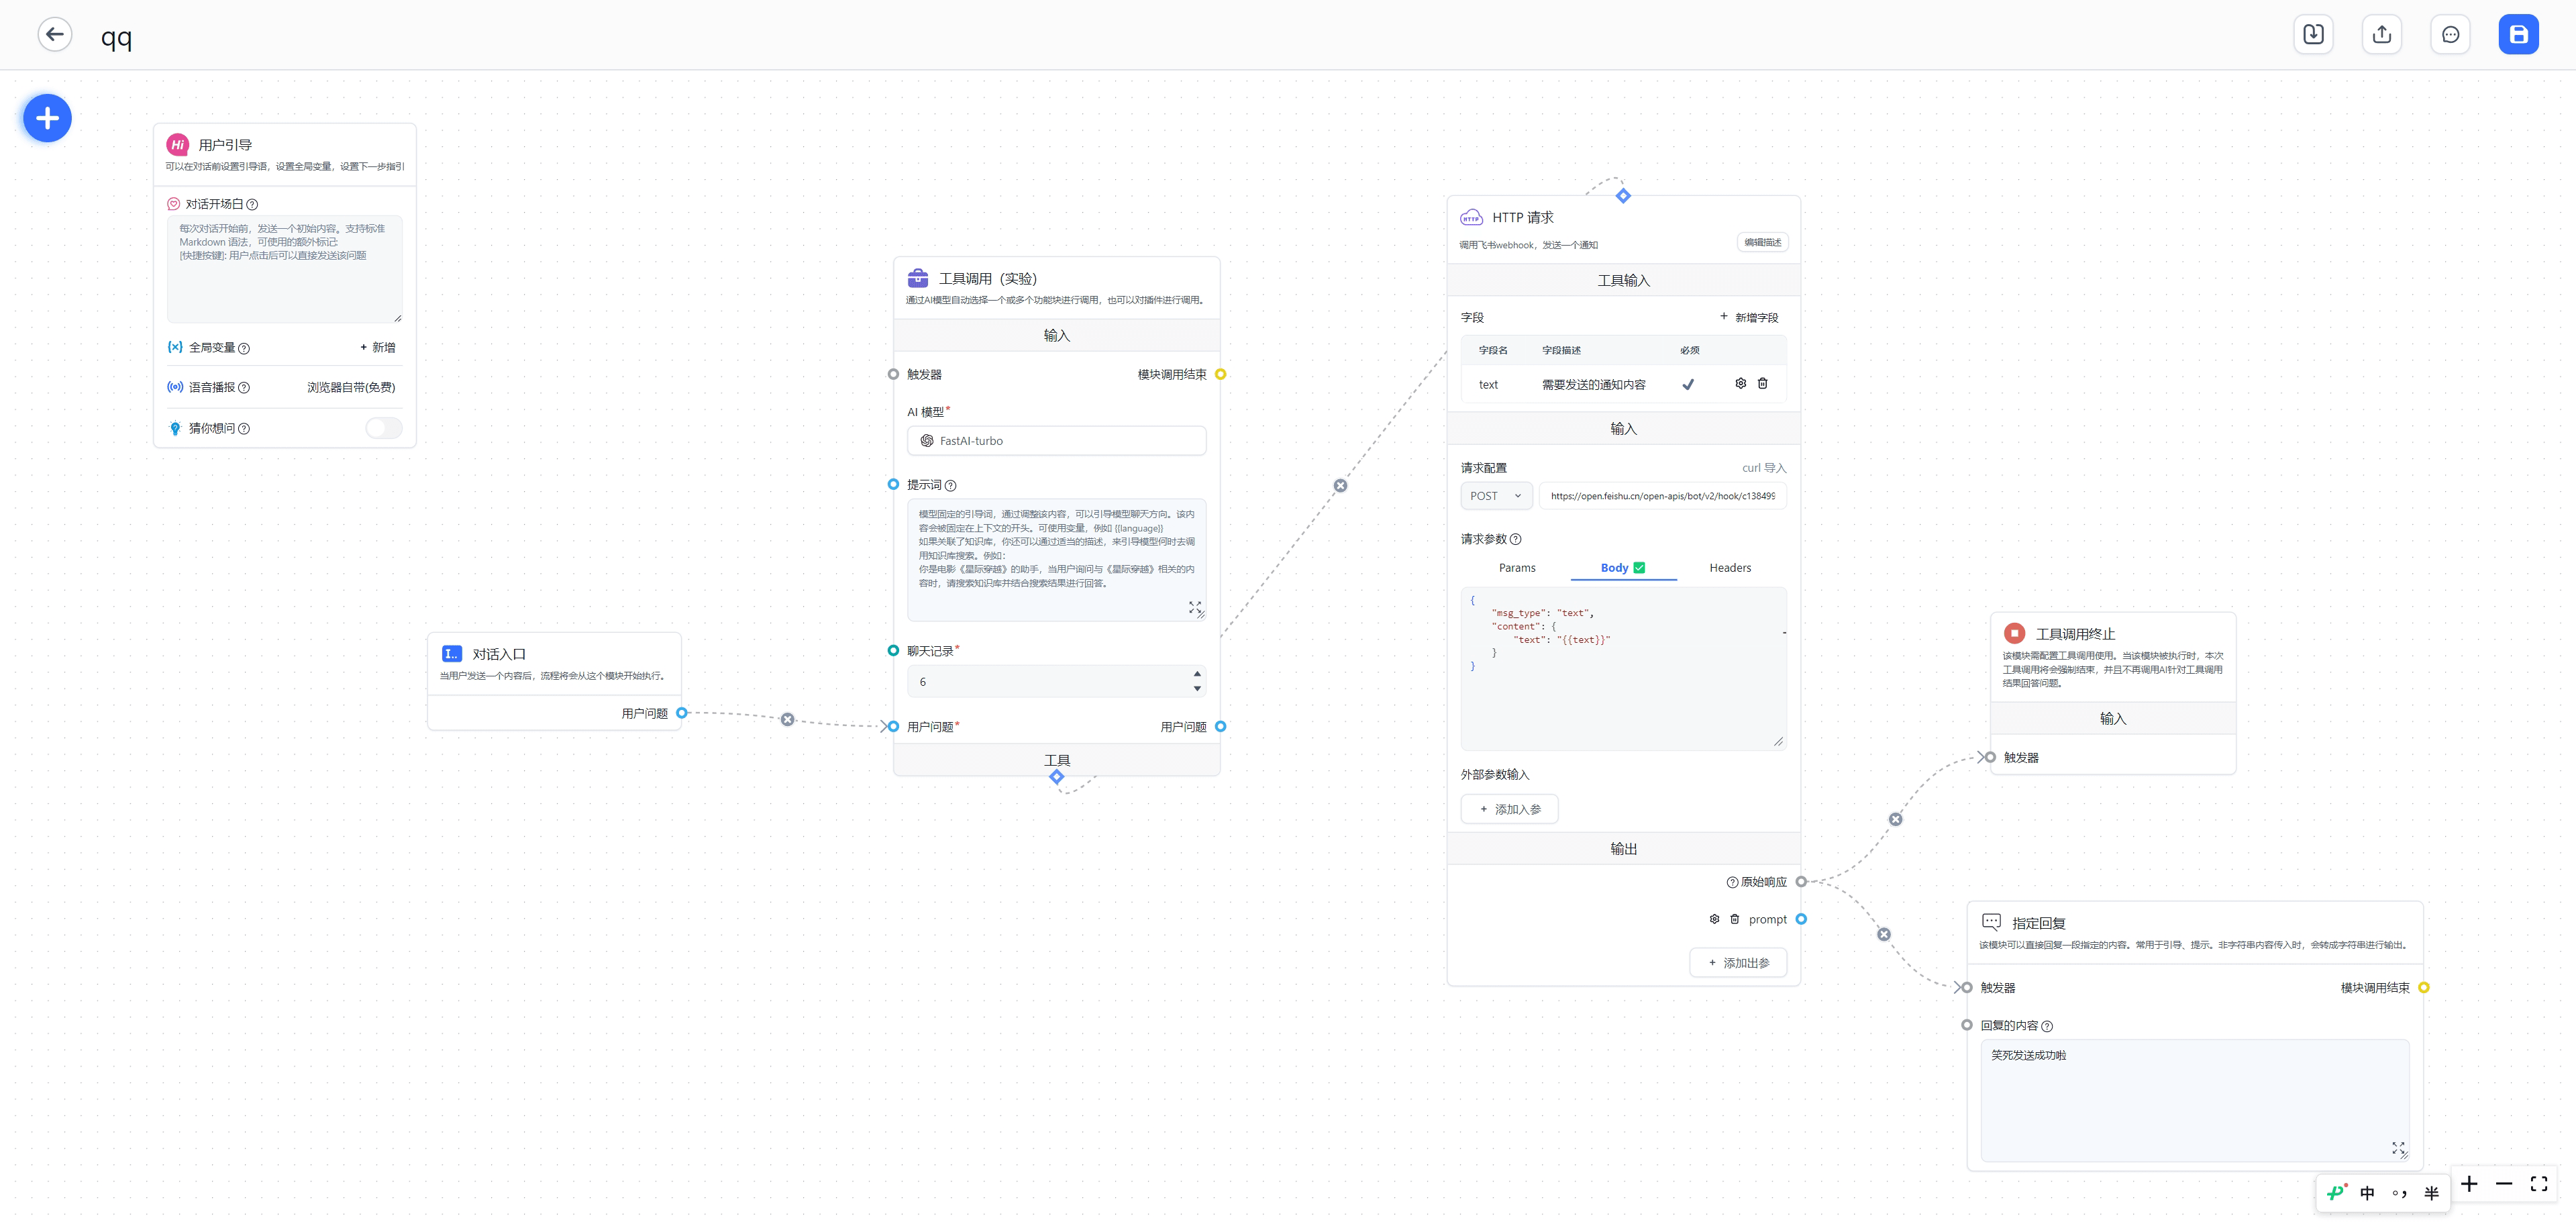 qq
Hi 用户引导
可以在对话前设置引导语，设置全局变量，设置下一步指引
对话开场白
每次对话开始前，发送一个初始内容。支持标准
Markdown 语法，可使用的额外标记:
[快捷按键]: 用户点击后可以直接发送该问题
全局变量
+ 新增
语音播报
浏览器自带(免费)
猜你想问
I.. 对话入口
当用户发送一个内容后，流程将会从这个模块开始执行。
用户问题
工具调用（实验）
通过AI模型自动选择一个或多个功能块进行调用，也可以对插件进行调用。
输入
触发器
模块调用结束
AI 模型*
FastAI-turbo
提示词
模型固定的引导词，通过调整该内容，可以引导模型聊天方向。该内
容会被固定在上下文的开头。可使用变量，例如 {{language}}
如果关联了知识库，你还可以通过适当的描述，来引导模型何时去调
用知识库搜索。例如：
你是电影《星际穿越》的助手，当用户询问与《星际穿越》相关的内
容时，请搜索知识库并结合搜索结果进行回答。
聊天记录*
6
用户问题*
用户问题
工具
HTTP HTTP 请求
调用飞书webhook，发送一个通知
编辑描述
工具输入
字段
+ 新增字段
字段名 字段描述 必须
text 需要发送的通知内容
输入
请求配置
curl 导入
POST
https://open.feishu.cn/open-apis/bot/v2/hook/c138499
请求参数
Params Body Headers
{
"msg_type": "text",
"content": {
"text": "{{text}}"
}
}
外部参数输入
+ 添加入参
输出
原始响应
prompt
+ 添加出参
工具调用终止
该模块需配置工具调用使用。当该模块被执行时，本次
工具调用将会强制结束，并且不再调用AI针对工具调用
结果回答问题。
输入
触发器
指定回复
该模块可以直接回复一段指定的内容。常用于引导、提示。非字符串内容传入时，会转成字符串进行输出。
触发器
模块调用结束
回复的内容
笑死发送成功啦
中 °， 半